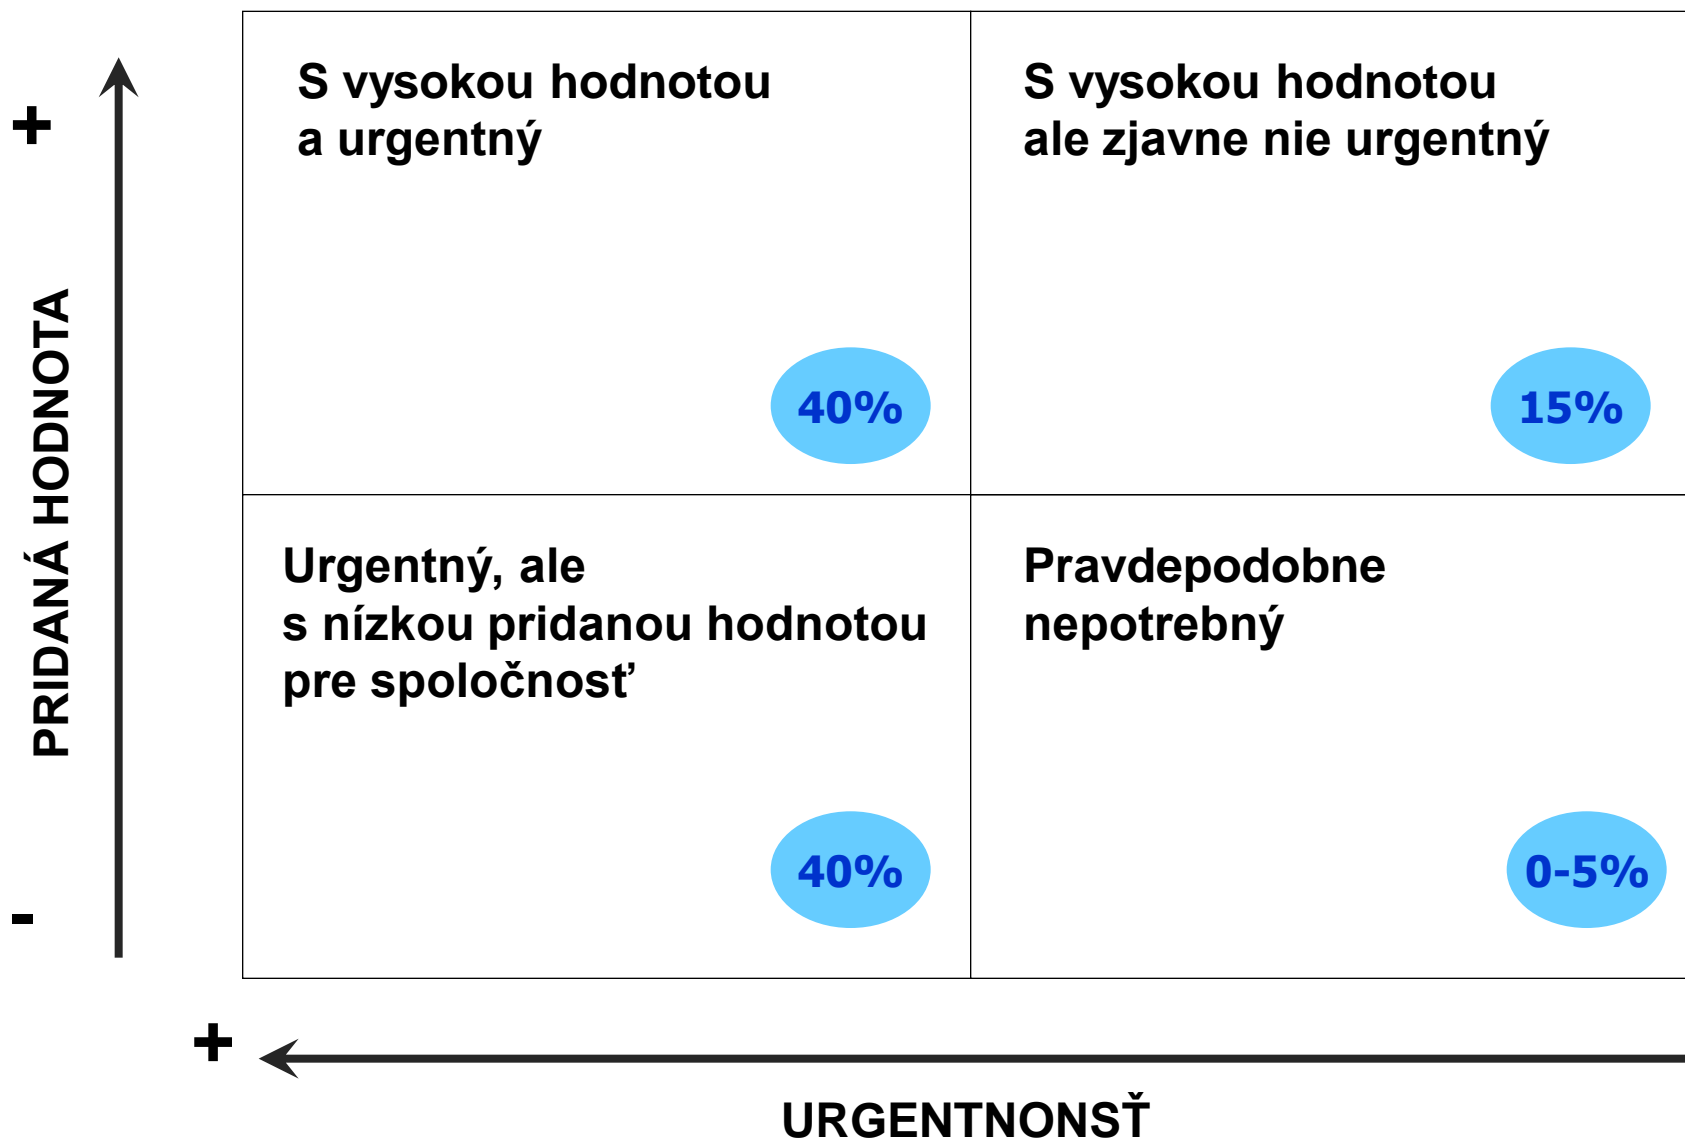 +
PRIDANÁ HODNOTA
-
S vysokou hodnotou
a urgentný
40%
S vysokou hodnotou
ale zjavne nie urgentný
15%
Urgentný, ale
s nízkou pridanou hodnotou
pre spoločnosť
40%
Pravdepodobne
nepotrebný
0-5%
+
URGENTNONSŤ